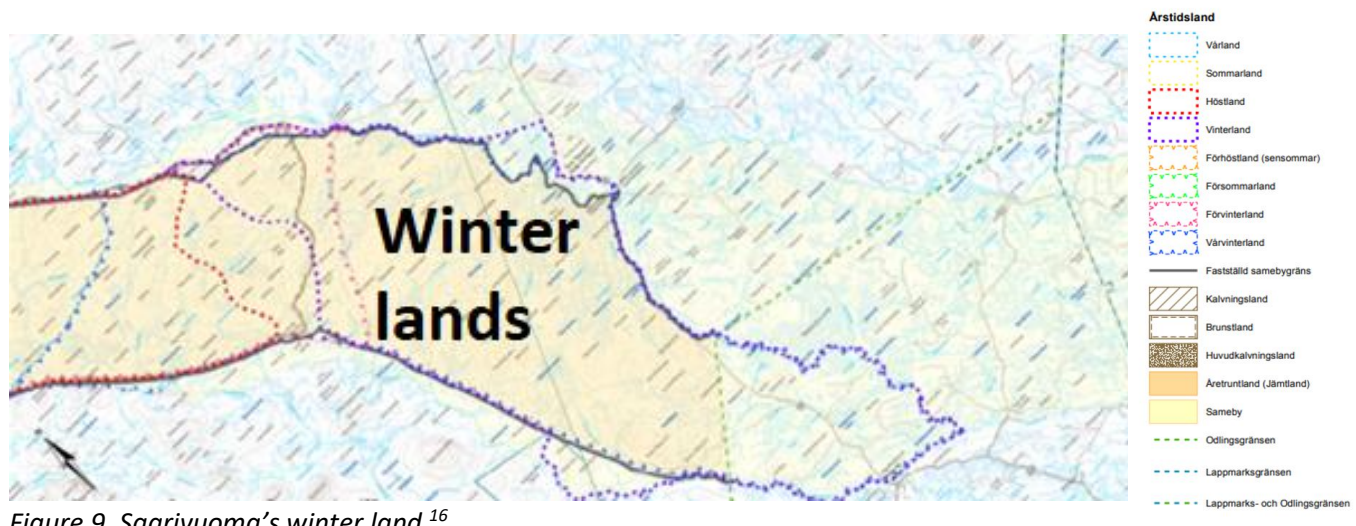 Årstidsland
Vårland
Sommarland
Höstland
Vinterland
Förhöstland (sensommar)
Försommarland
Förvinterland
Vårvinterland
Fastställd samebygräns
Kalvningsland
Brunstland
Huvudkalvningsland
Åretruntland (Jämtland)
Sameby
Odlingsgränsen
Lappmarksgränsen
Lappmarks- och Odlingsgränsen
Winter
lands
Figure 9. Saarivuoma's winter land 16